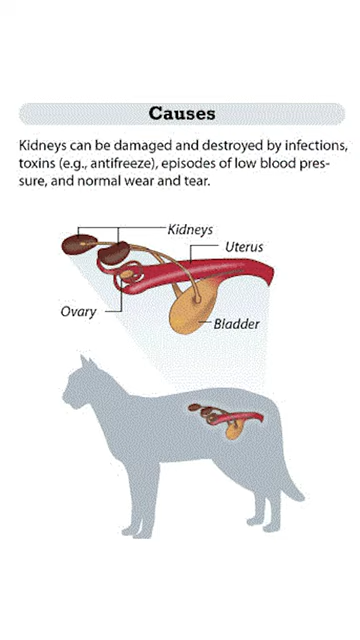 Causes
Kidneys can be damaged and destroyed by infections,
toxins (e.g., antifreeze), episodes of low blood pres-
sure, and normal wear and tear.
Kidneys
Uterus
Ovary
Bladder